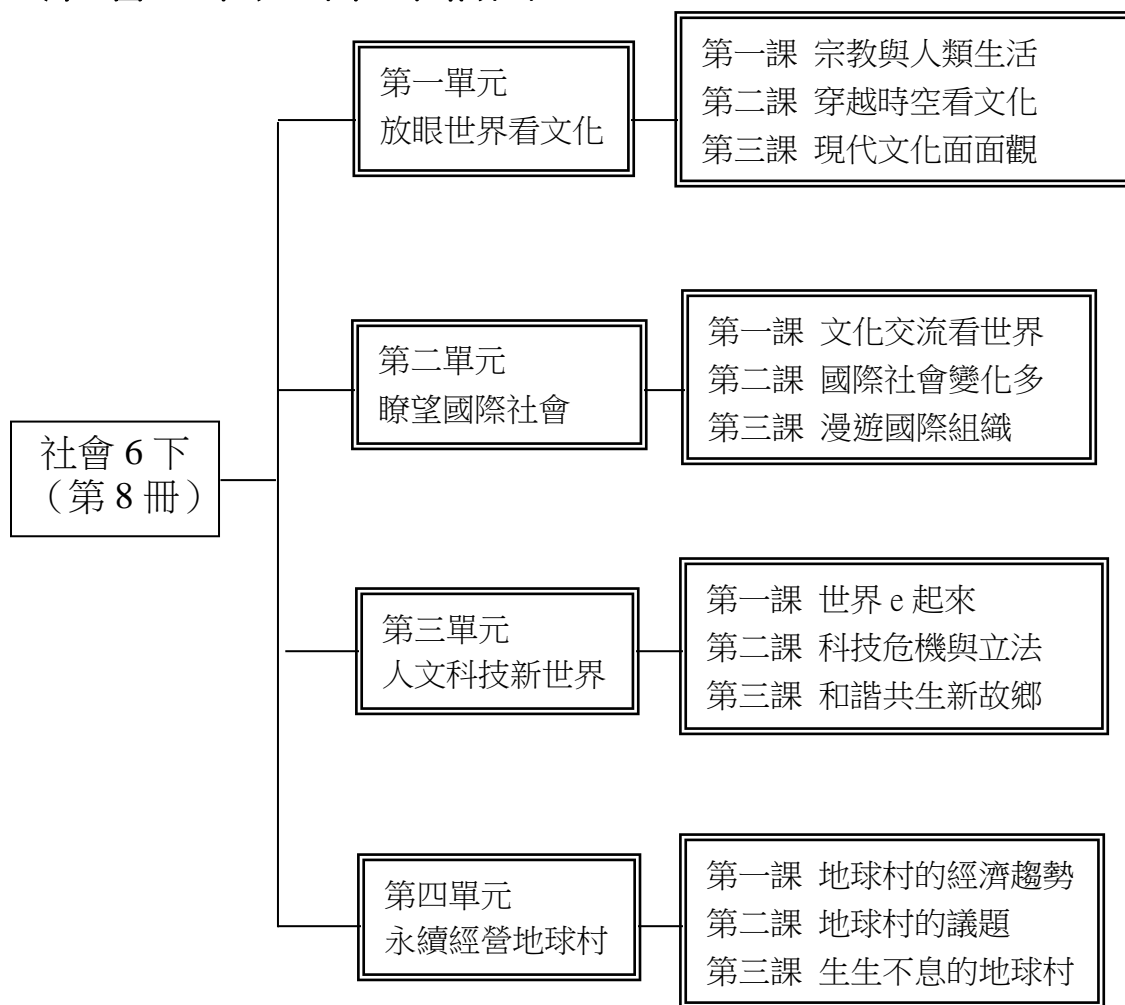 社會 6 下
（第 8 冊）
第一單元
放眼世界看文化
第一課 宗教與人類生活
第二課 穿越時空看文化
第三課 現代文化面面觀
第二單元
瞭望國際社會
第一課 文化交流看世界
第二課 國際社會變化多
第三課 漫遊國際組織
第三單元
人文科技新世界
第一課 世界 e 起來
第二課 科技危機與立法
第三課 和諧共生新故鄉
第四單元
永續經營地球村
第一課 地球村的經濟趨勢
第二課 地球村的議題
第三課 生生不息的地球村